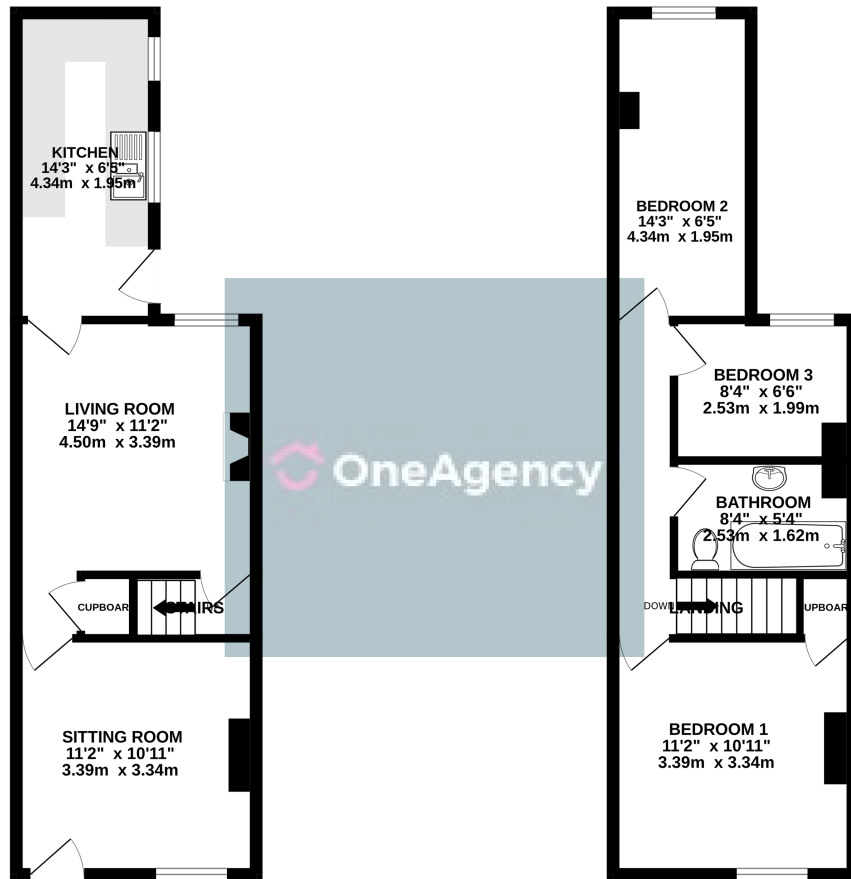 KITCHEN
14'3" x 6'5"
4.34m x 1.95m
LIVING ROOM
14'9" x 11'2"
4.50m x 3.39m
CUPBOAR
STAIRS
SITTING ROOM
11'2" x 10'11"
3.39m x 3.34m
OneAgency
BEDROOM 2
14'3" x 6'5"
4.34m x 1.95m
BEDROOM 3
8'4" x 6'6"
2.53m x 1.99m
BATHROOM
8'4" x 5'4"
2.53m x 1.62m
DOWN
LANDING
UPBOAR
BEDROOM 1
11'2" x 10'11"
3.39m x 3.34m